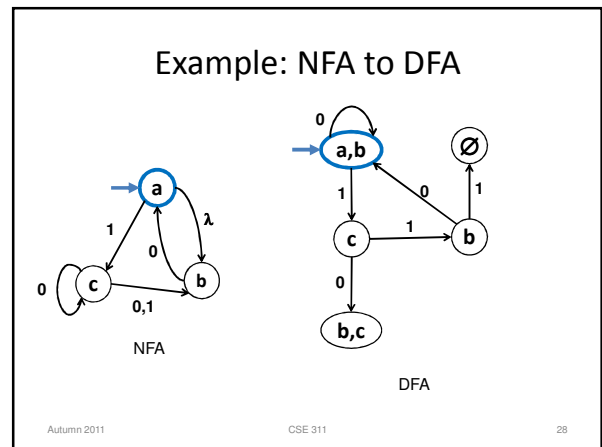 Example: NFA to DFA
0
a,b
∅
a
1
λ
1
0
1
0
c
1
b
0
c
0,1
b
0
b,c
NFA
DFA
Autumn 2011
CSE 311
28